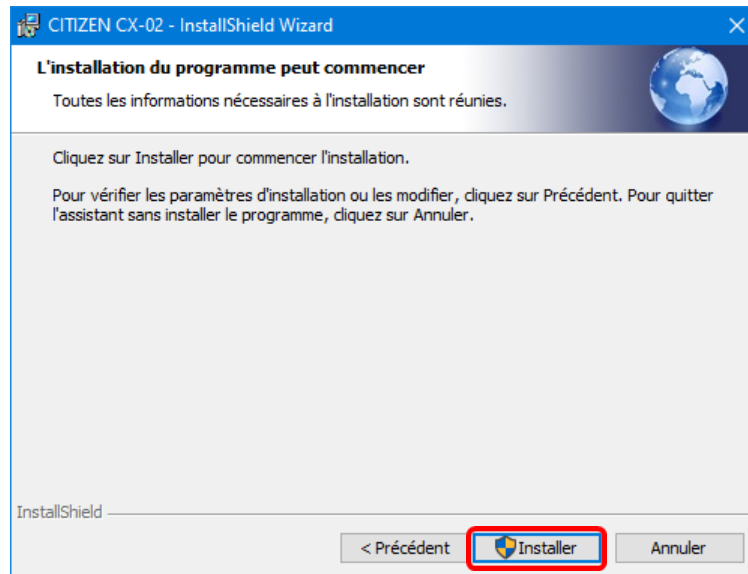 CITIZEN CX-02 - InstallShield Wizard
L'installation du programme peut commencer
Toutes les informations nécessaires à l'installation sont réunies.
Cliquez sur Installer pour commencer l'installation.
Pour vérifier les paramètres d'installation ou les modifier, cliquez sur Précédent. Pour quitter
l'assistant sans installer le programme, cliquez sur Annuler.
InstallShield
< Précédent Installer Annuler